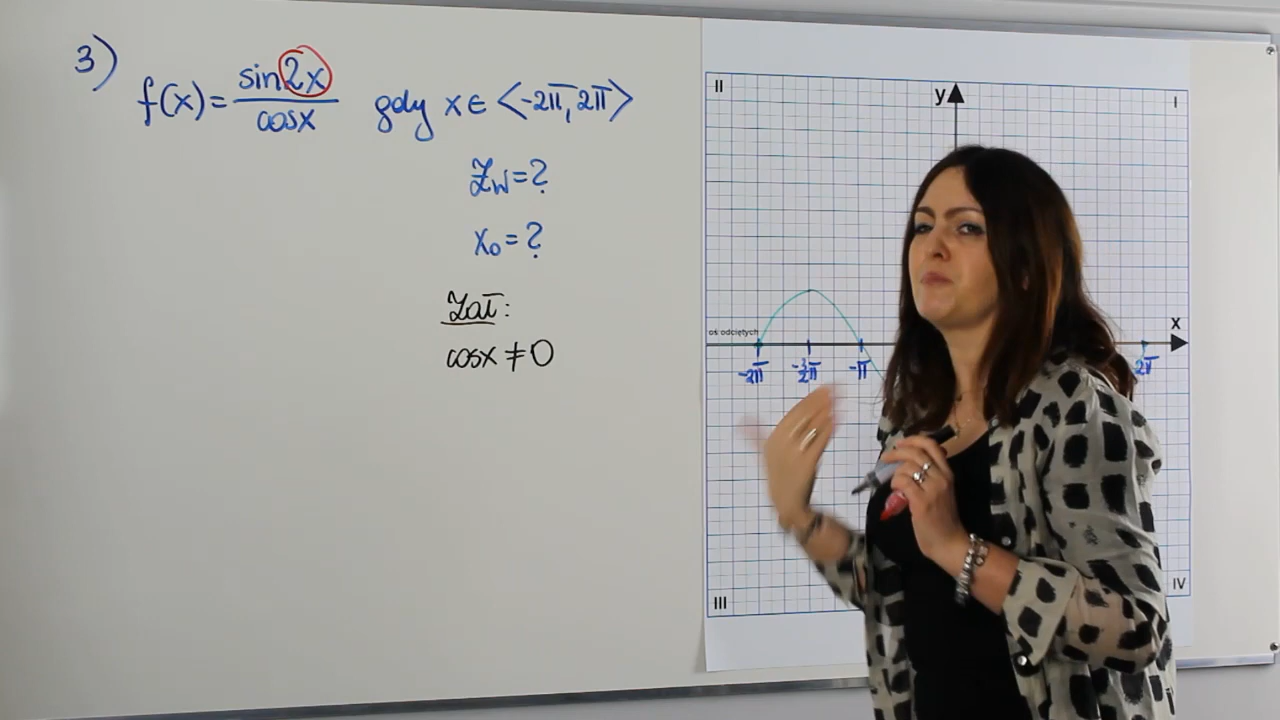 3) f(x) = sin2x / cosx gdy x ∈ <-2π, 2π>
Zw = ?
x₀ = ?
Zał:
cosx ≠ 0
II
y
I
oś odciętych
x
-2π -3/2π -π 2π
III
IV